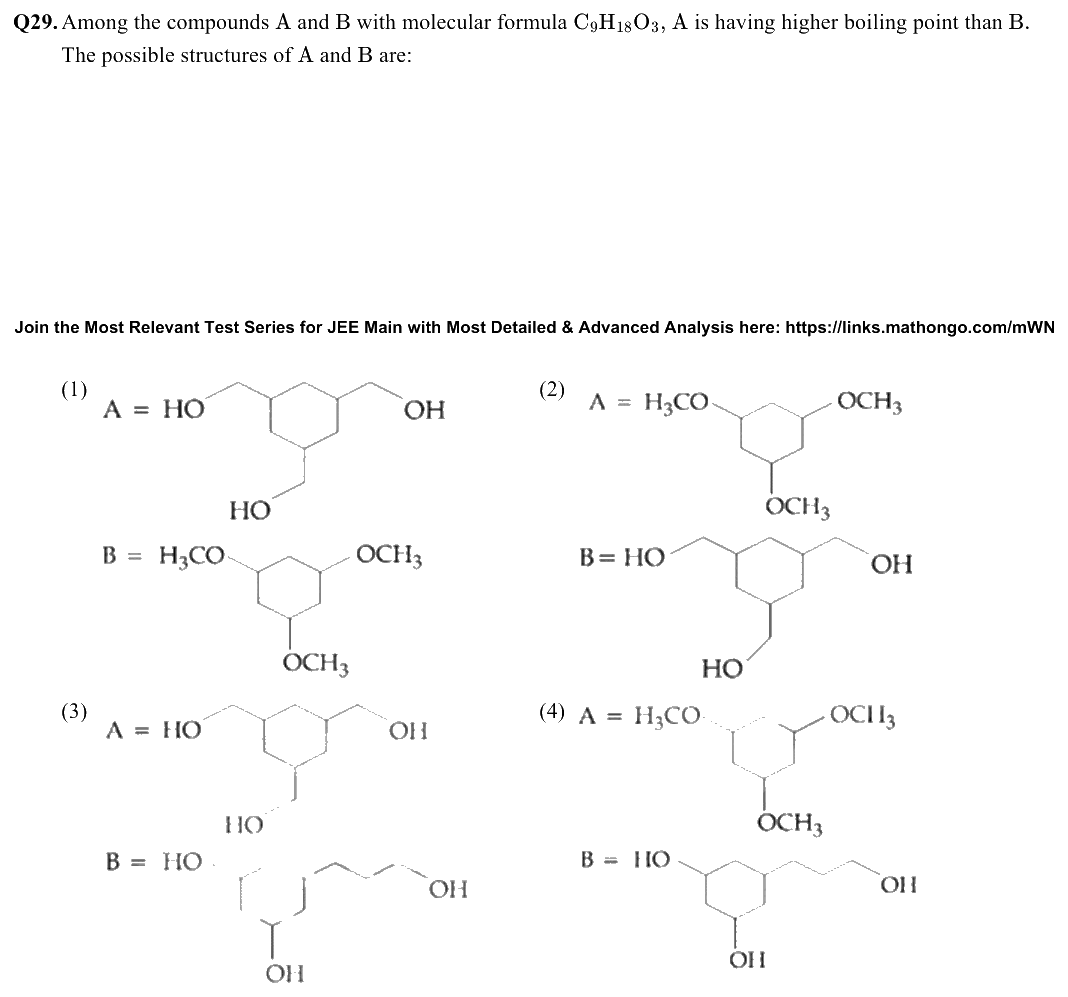 Q29. Among the compounds A and B with molecular formula C₉H₁₈O₃, A is having higher boiling point than B.
The possible structures of A and B are:
Join the Most Relevant Test Series for JEE Main with Most Detailed & Advanced Analysis here: https://links.mathongo.com/mWN
(1)
A = HO
OH
HO
B = H₃CO
OCH₃
OCH₃
(2)
A = H₃CO
OCH₃
OCH₃
B= HO
OH
HO
(3)
A = HO
OH
HO
B = HO
OH
OH
(4)
A = H₃CO
OCH₃
OCH₃
B = HO
OH
OH